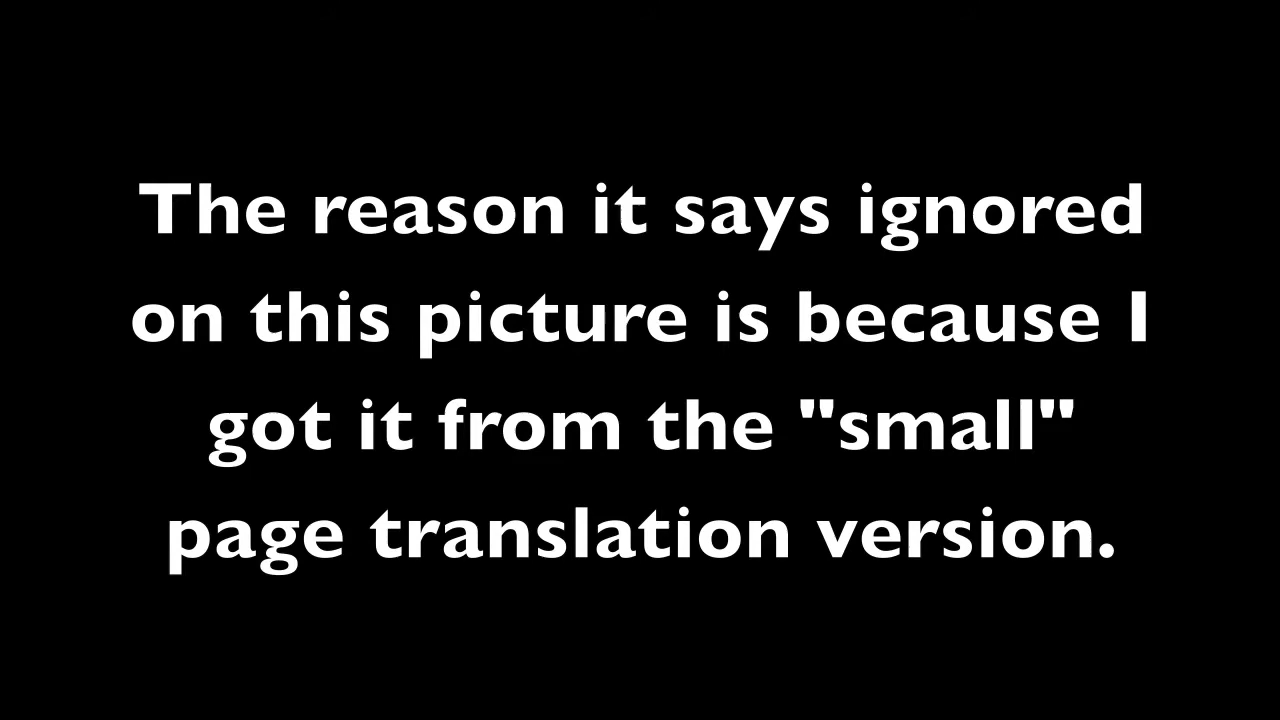 The reason it says ignored
on this picture is because I
got it from the "small"
page translation version.